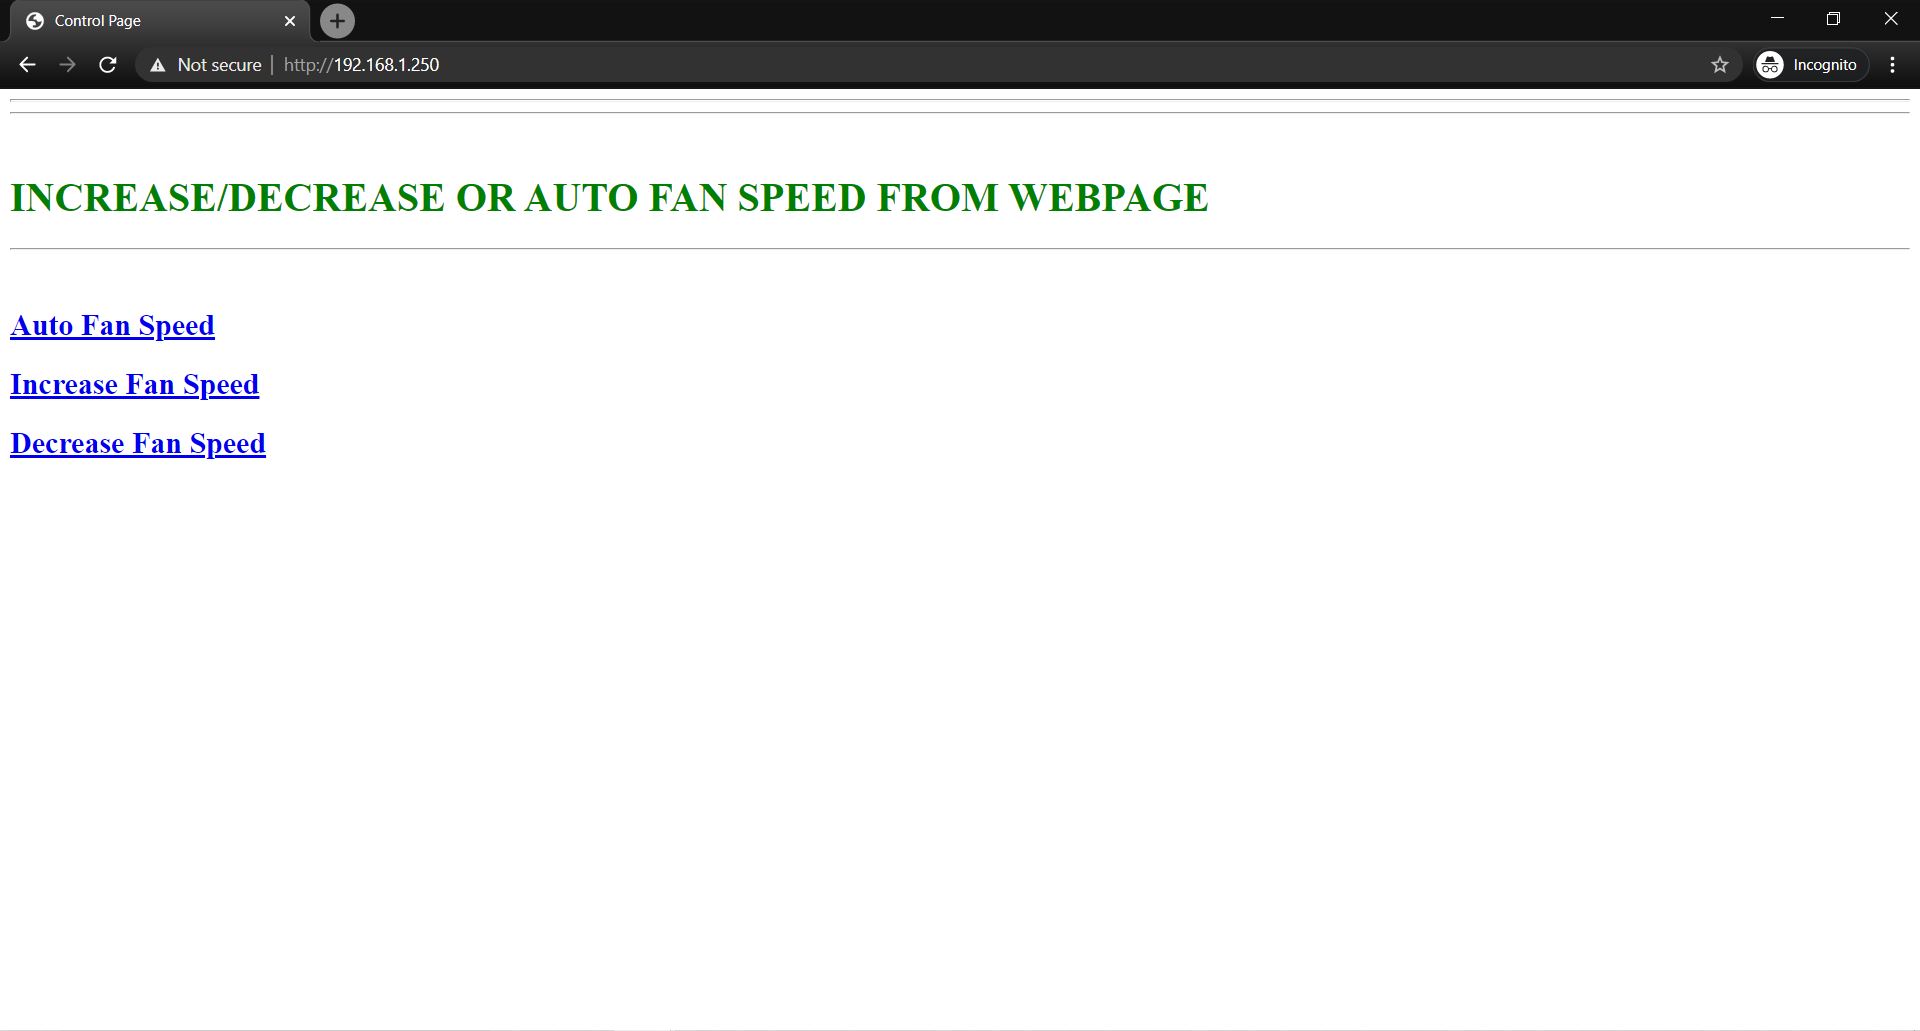 Control Page
Not secure | http://192.168.1.250
Incognito
INCREASE/DECREASE OR AUTO FAN SPEED FROM WEBPAGE
Auto Fan Speed
Increase Fan Speed
Decrease Fan Speed